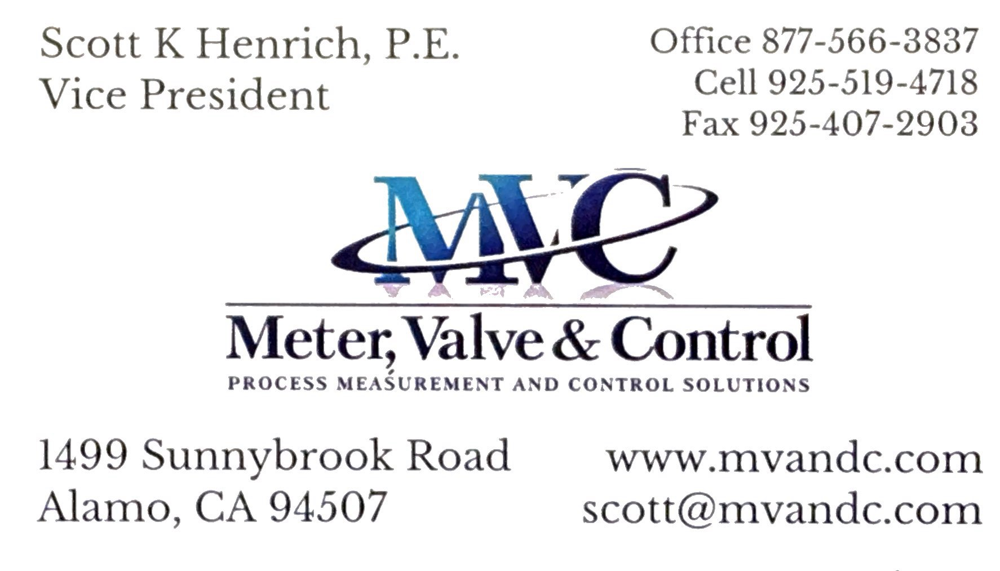 Scott K Henrich, P.E.
Vice President
Office 877-566-3837
Cell 925-519-4718
Fax 925-407-2903
MVC
Meter, Valve & Control
PROCESS MEASUREMENT AND CONTROL SOLUTIONS
1499 Sunnybrook Road
Alamo, CA 94507
www.mvandc.com
scott@mvandc.com